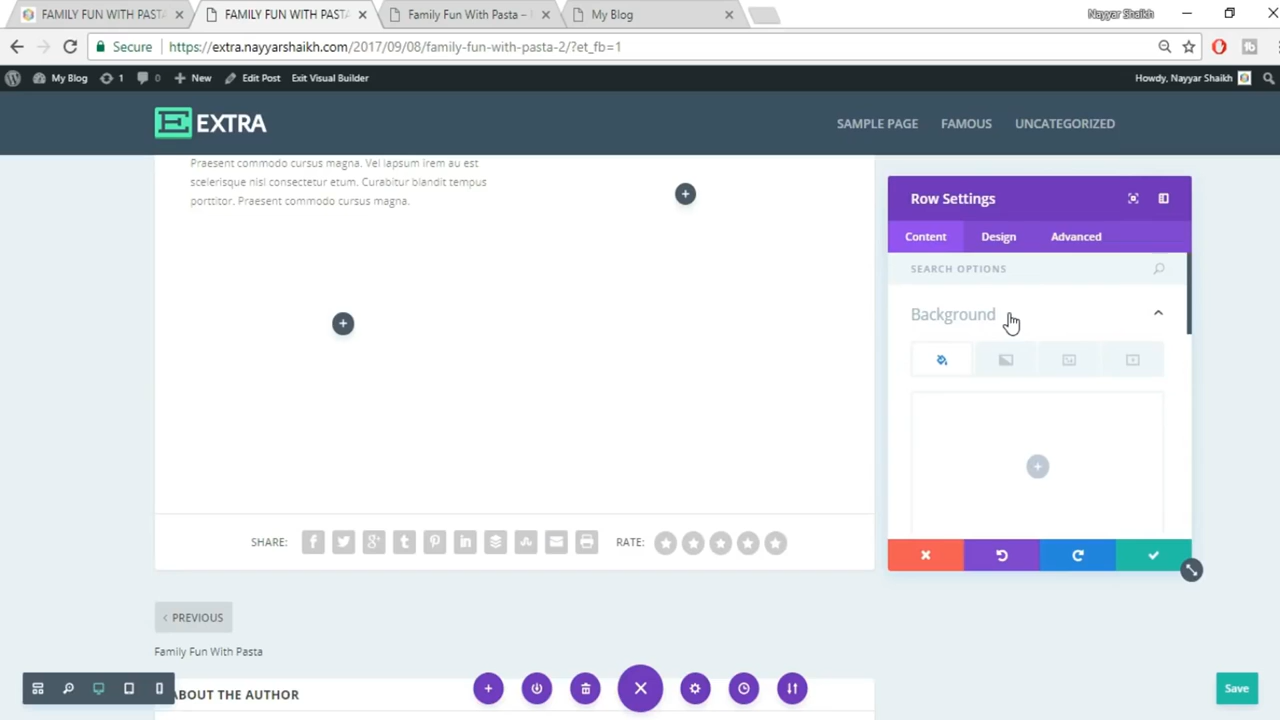 FAMILY FUN WITH PASTA
FAMILY FUN WITH PASTA
Family Fun With Pasta –
My Blog
Nayyar Shaikh
Secure
https://extra.nayyarshaikh.com/2017/09/08/family-fun-with-pasta-2/?et_fb=1
My Blog
1
0
New
Edit Post
Exit Visual Builder
Howdy, Nayyar Shaikh
E EXTRA
SAMPLE PAGE
FAMOUS
UNCATEGORIZED
Praesent commodo cursus magna. Vel lapsum irem au est
scelerisque nisl consectetur etum. Curabitur blandit tempus
porttitor. Praesent commodo cursus magna.
Row Settings
Content
Design
Advanced
SEARCH OPTIONS
Background
SHARE:
RATE:
‹ PREVIOUS
Family Fun With Pasta
ABOUT THE AUTHOR
Save